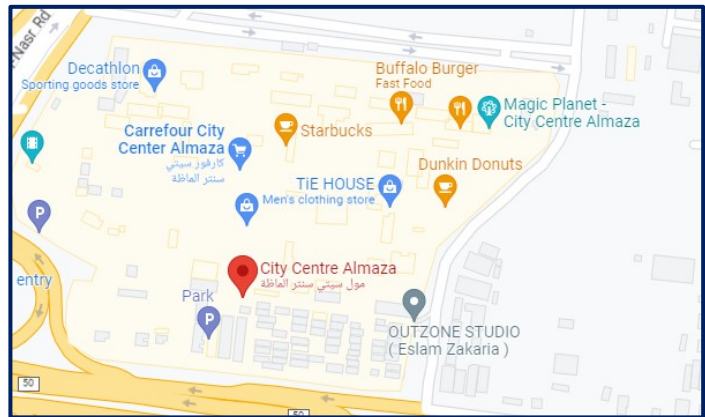 -Nasr Rd
Decathlon
Sporting goods store
Buffalo Burger
Fast Food
Magic Planet -
City Centre Almaza
Carrefour City
Center Almaza
كارفور سيتي
سنتر الماظة
Starbucks
Dunkin Donuts
TiE HOUSE
Men's clothing store
P
City Centre Almaza
مول سيتي سنتر الماظة
entry
Park
P
OUTZONE STUDIO
( Eslam Zakaria )
50
50